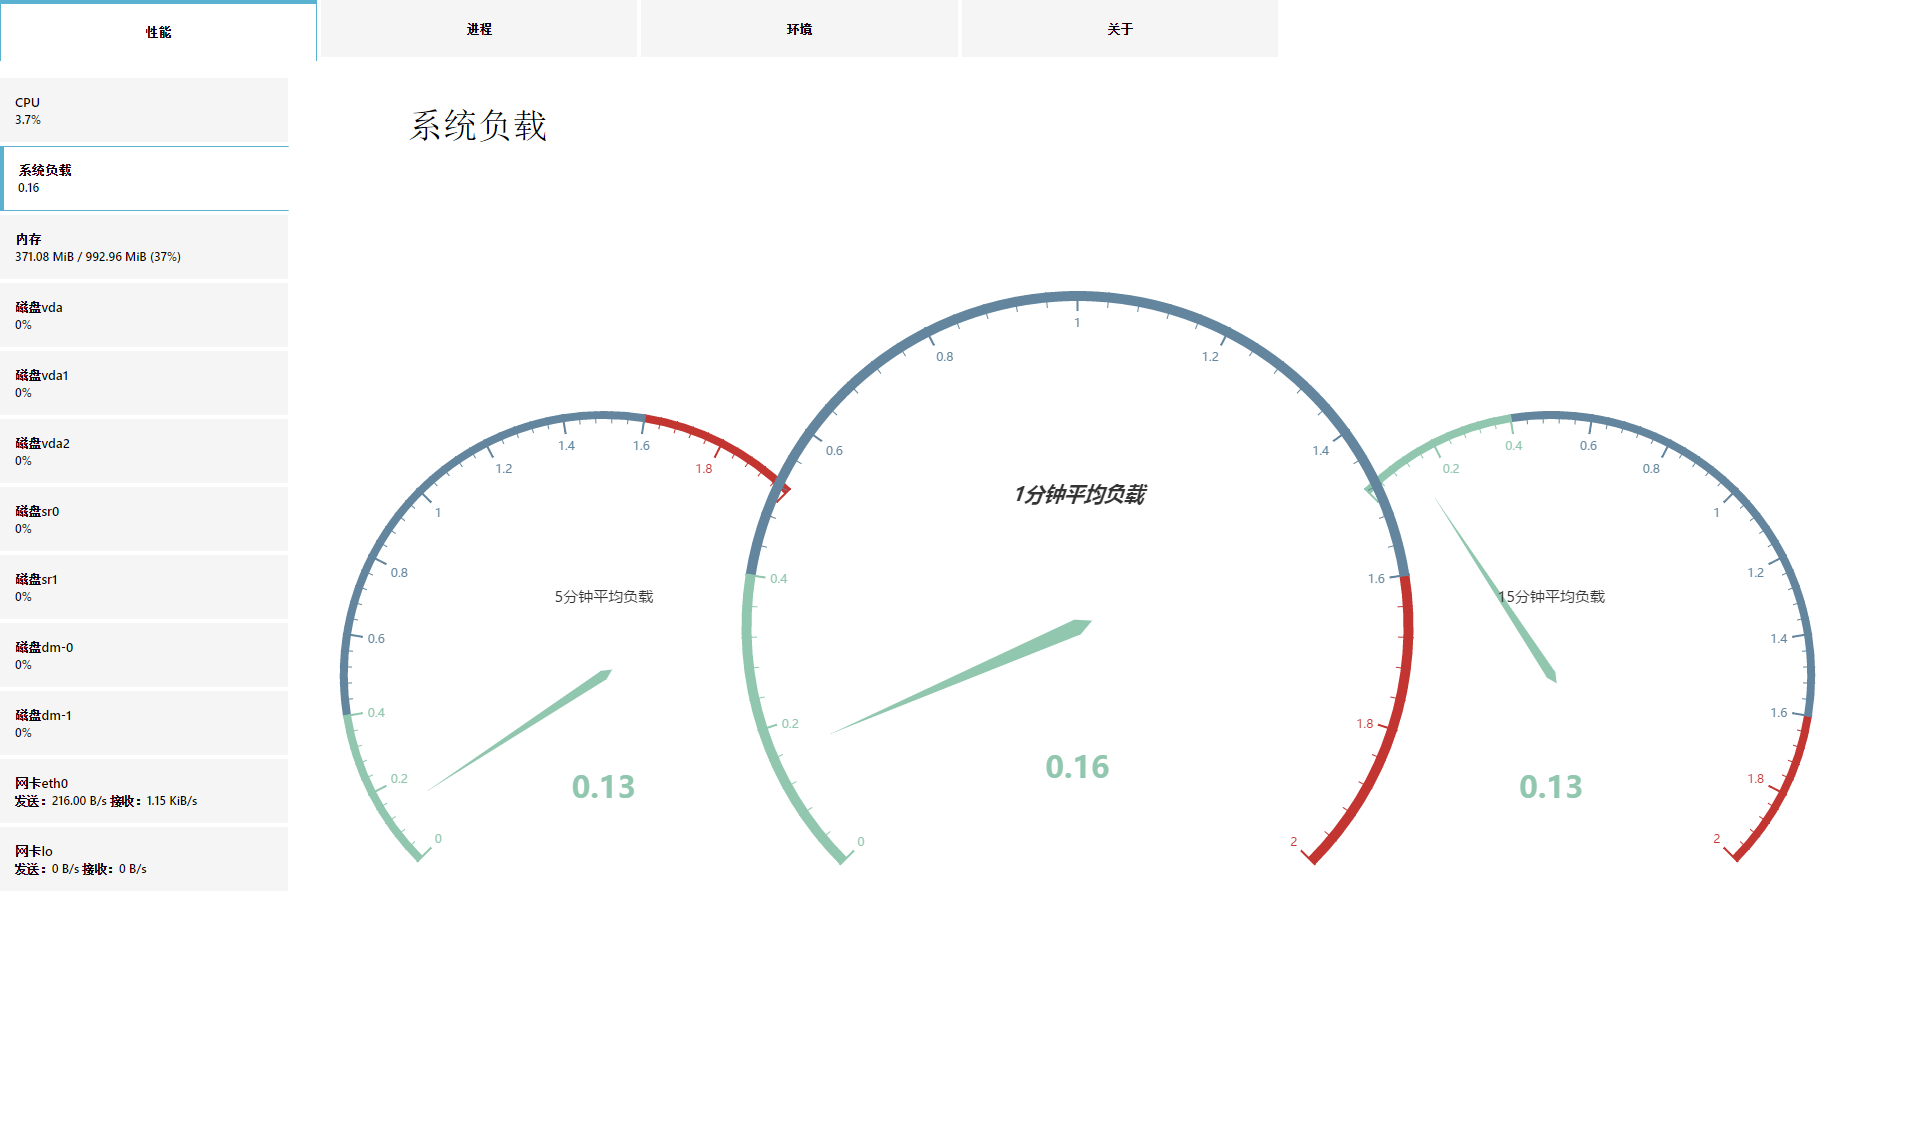 性能
进程
环境
关于
CPU
3.7%
系统负载
0.16
内存
371.08 MiB / 992.96 MiB (37%)
磁盘vda
0%
磁盘vda1
0%
磁盘vda2
0%
磁盘sr0
0%
磁盘sr1
0%
磁盘dm-0
0%
磁盘dm-1
0%
网卡eth0
发送：216.00 B/s 接收：1.15 KiB/s
网卡lo
发送：0 B/s 接收：0 B/s
系统负载
0
0.2
0.4
0.6
0.8
1
1.2
1.4
1.6
1.8
5分钟平均负载
0.13
0
0.2
0.4
0.6
0.8
1
1.2
1.4
1.6
1.8
2
1分钟平均负载
0.16
0.2
0.4
0.6
0.8
1
1.2
1.4
1.6
1.8
2
15分钟平均负载
0.13